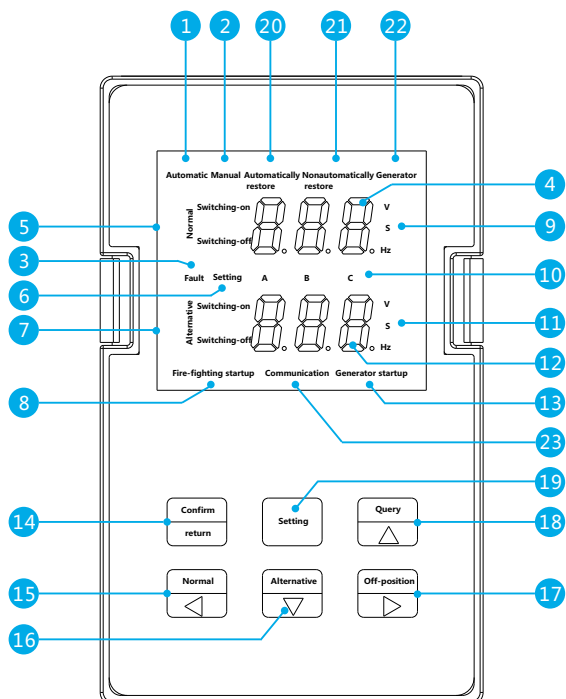 1 2 20 21 22
Automatic Manual Automatically Nonautomatically Generator
restore restore
4
Normal
Switching-on
V
5
S
9
Switching-off
Hz
3
Fault Setting A B C
10
6
Alternative
Switching-on
V
7
S
11
Switching-off
Hz
12
Fire-fighting startup Communication Generator startup
8
13
23
19
Confirm
return
Setting
Query
14
18
Normal
Alternative
Off-position
15
17
16